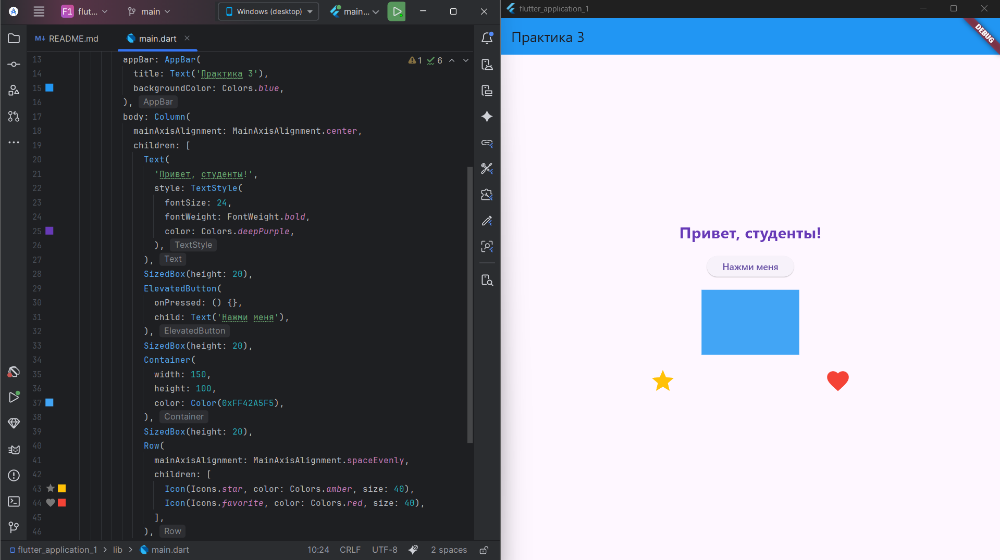 F1 flut... main Windows (desktop) main...
README.md main.dart
13 appBar: AppBar( 1 6
14 title: Text('Практика 3'),
15 backgroundColor: Colors.blue,
16 ), AppBar
17 body: Column(
18 mainAxisAlignment: MainAxisAlignment.center,
19 children: [
20 Text(
21 'Привет, студенты!',
22 style: TextStyle(
23 fontSize: 24,
24 fontWeight: FontWeight.bold,
25 color: Colors.deepPurple,
26 ), TextStyle
27 ), Text
28 SizedBox(height: 20),
29 ElevatedButton(
30 onPressed: () {},
31 child: Text('Нажми меня'),
32 ), ElevatedButton
33 SizedBox(height: 20),
34 Container(
35 width: 150,
36 height: 100,
37 color: Color(0xFF42A5F5),
38 ), Container
39 SizedBox(height: 20),
40 Row(
41 mainAxisAlignment: MainAxisAlignment.spaceEvenly,
42 children: [
43 Icon(Icons.star, color: Colors.amber, size: 40),
44 Icon(Icons.favorite, color: Colors.red, size: 40),
45 ],
46 ), Row
flutter_application_1 > lib > main.dart 10:24 CRLF UTF-8 2 spaces
flutter_application_1
Практика 3
DEBUG
Привет, студенты!
Нажми меня